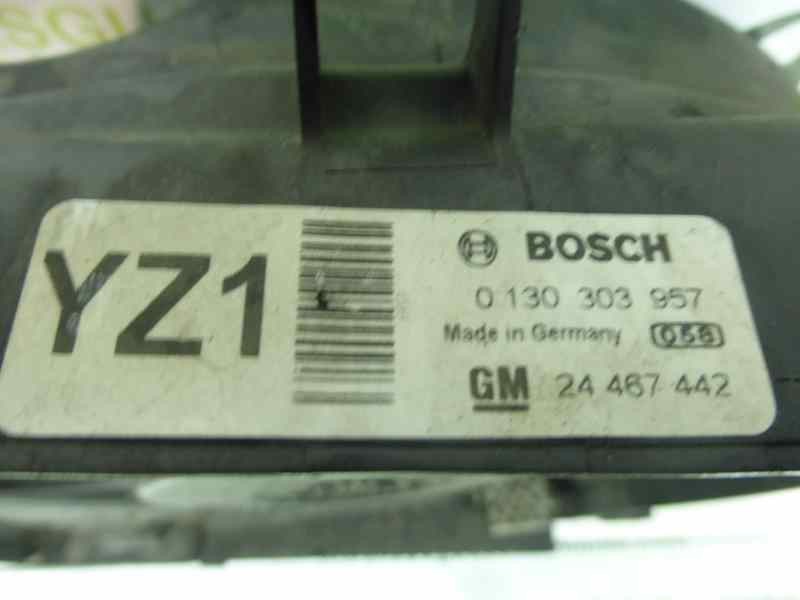 YZ1
BOSCH
0 130 303 957
Made in Germany 056
GM 24 467 442